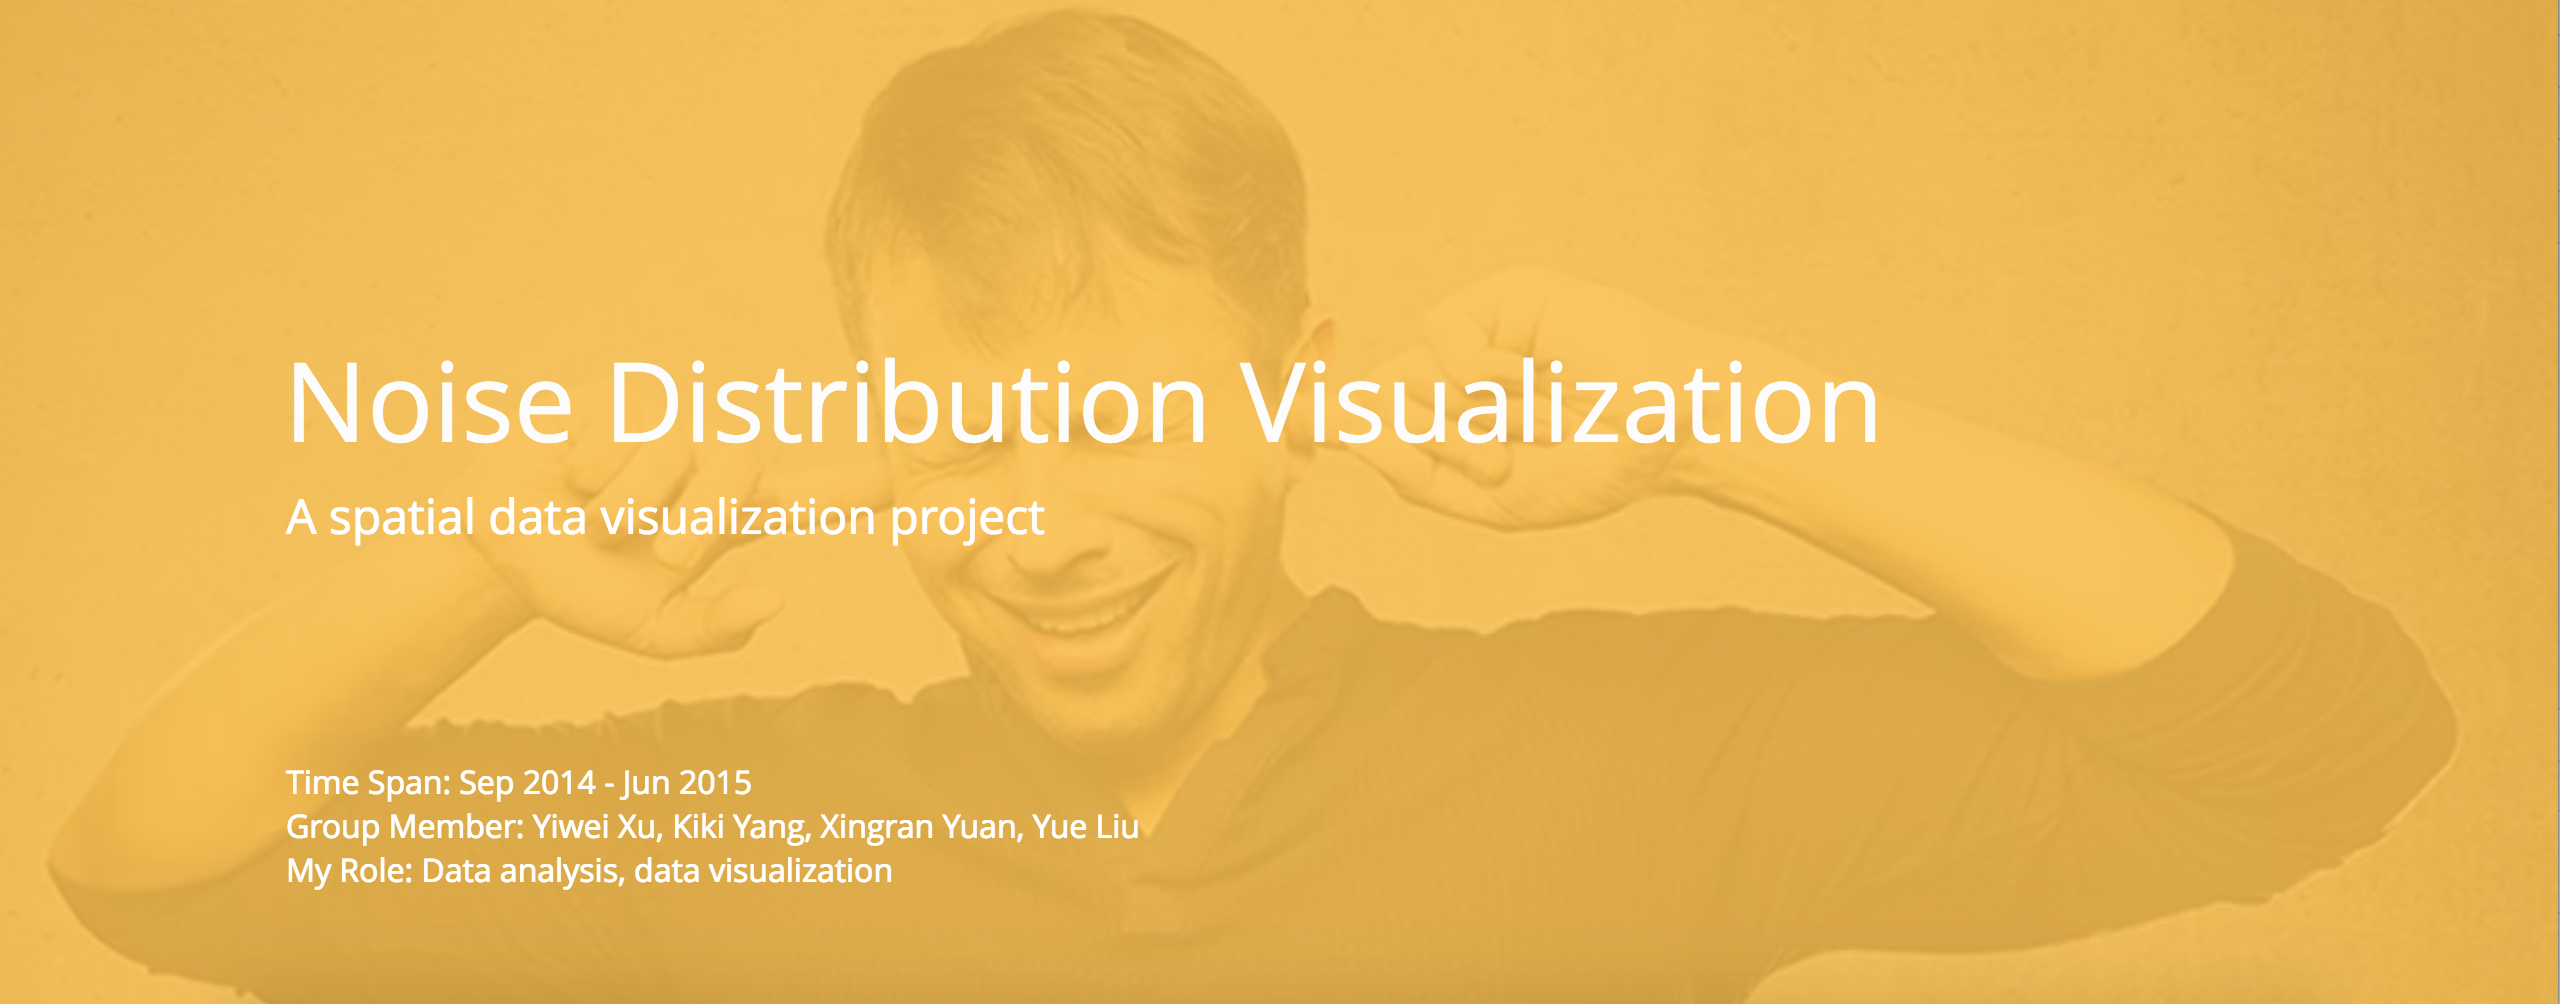 Noise Distribution Visualization
A spatial data visualization project
Time Span: Sep 2014 - Jun 2015
Group Member: Yiwei Xu, Kiki Yang, Xingran Yuan, Yue Liu
My Role: Data analysis, data visualization